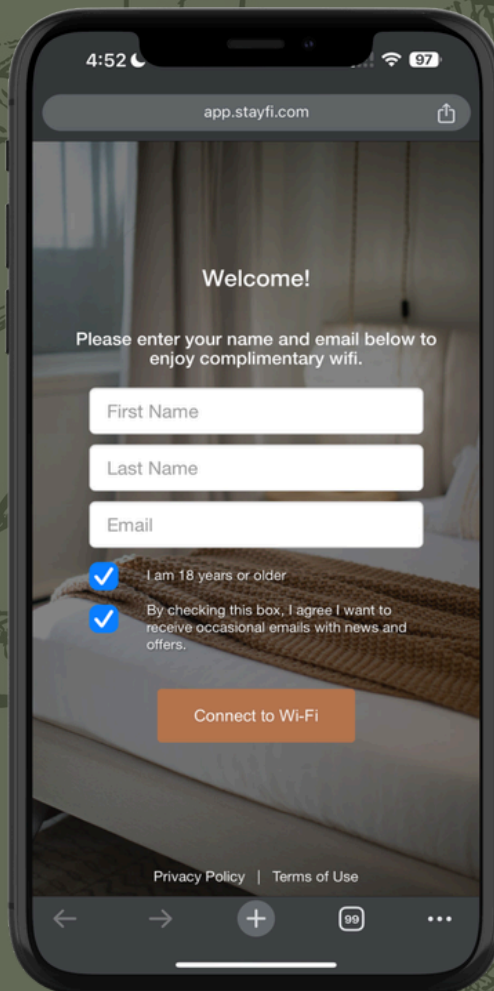 4:52
97
app.stayfi.com
Welcome!
Please enter your name and email below to
enjoy complimentary wifi.
First Name
Last Name
Email
I am 18 years or older
By checking this box, I agree I want to
receive occasional emails with news and
offers.
Connect to Wi-Fi
Privacy Policy | Terms of Use
99